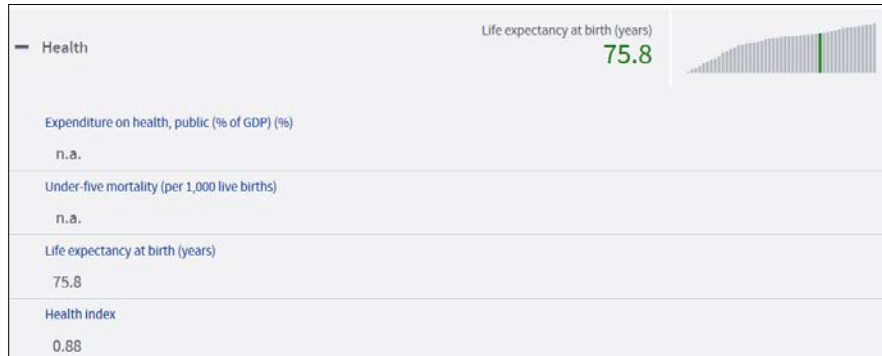 Health
Life expectancy at birth (years)
75.8
Expenditure on health, public (% of GDP) (%)
n.a.
Under-five mortality (per 1,000 live births)
n.a.
Life expectancy at birth (years)
75.8
Health index
0.88